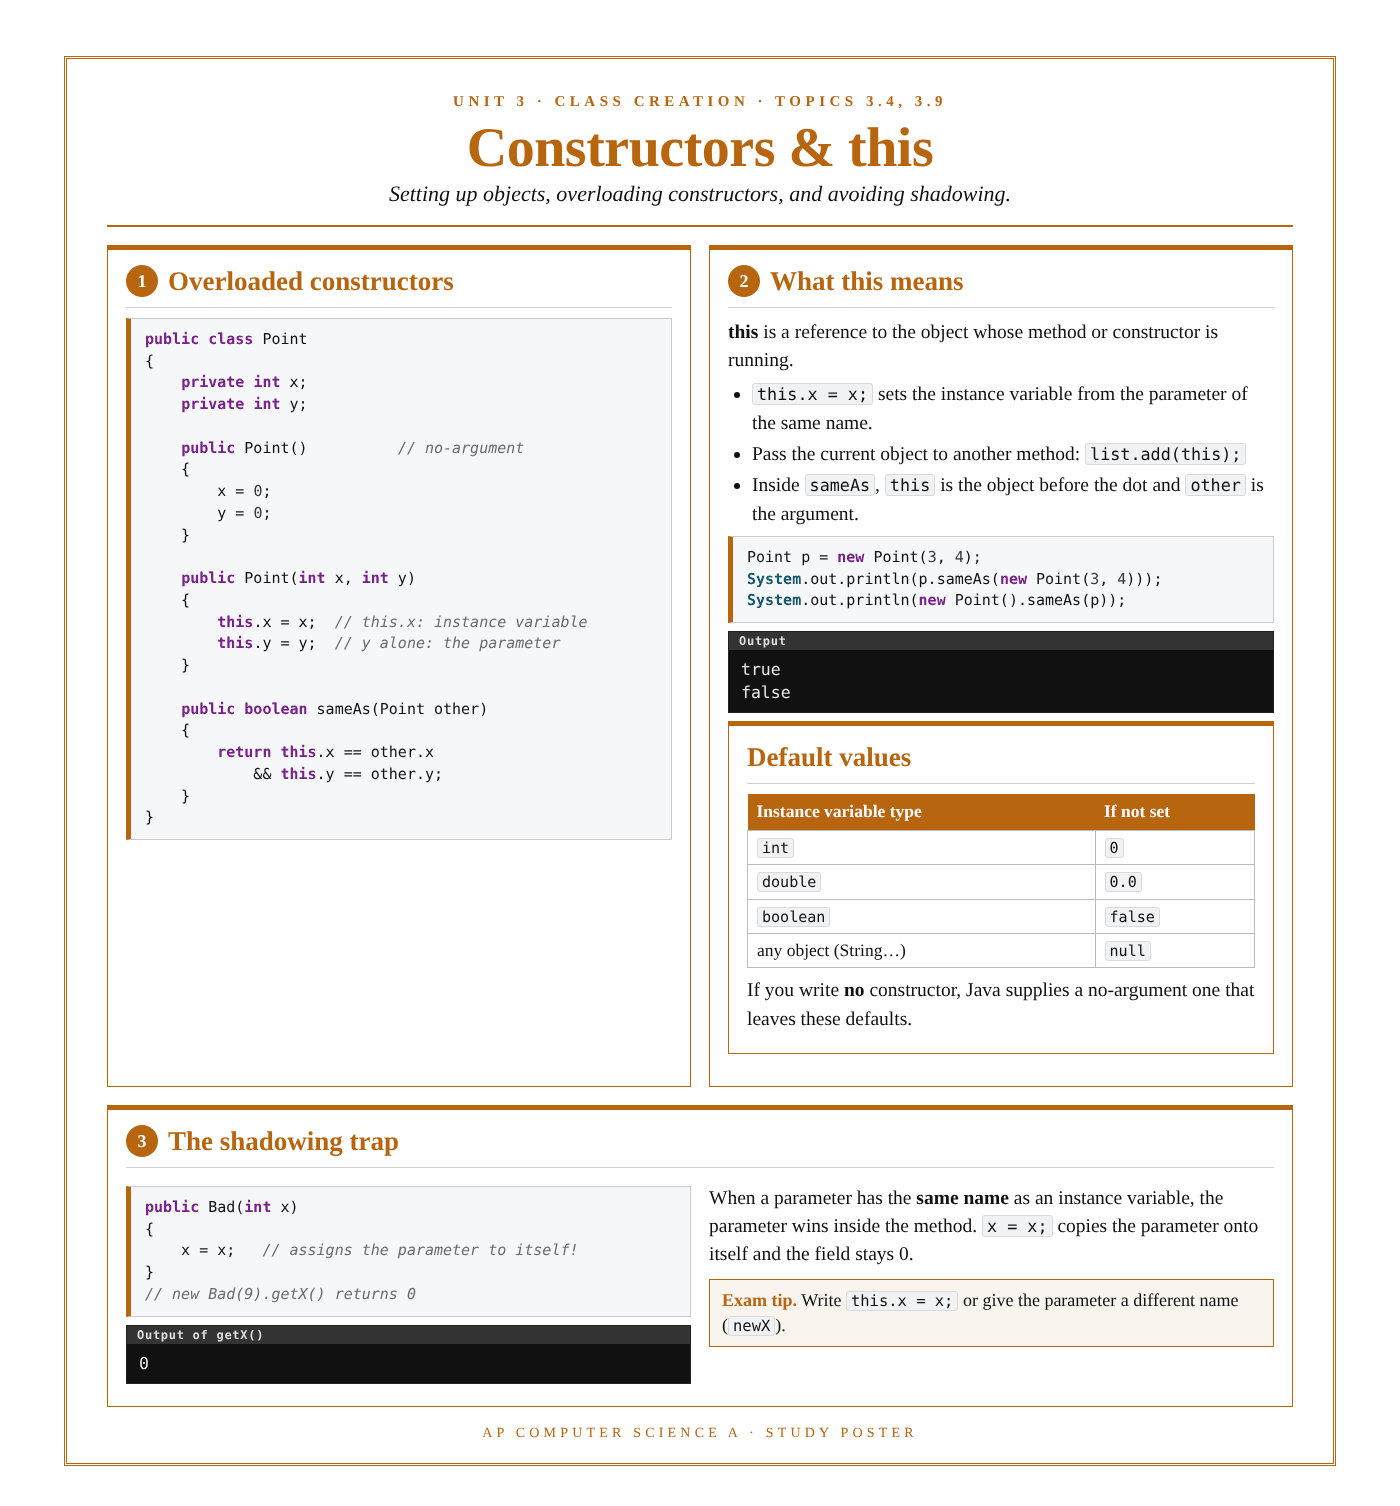 UNIT 3 · CLASS CREATION · TOPICS 3.4, 3.9
Constructors & this
Setting up objects, overloading constructors, and avoiding shadowing.
1 Overloaded constructors
public class Point
{
    private int x;
    private int y;

    public Point()          // no-argument
    {
        x = 0;
        y = 0;
    }

    public Point(int x, int y)
    {
        this.x = x;  // this.x: instance variable
        this.y = y;  // y alone: the parameter
    }

    public boolean sameAs(Point other)
    {
        return this.x == other.x
            && this.y == other.y;
    }
}
2 What this means
this is a reference to the object whose method or constructor is
running.
• this.x = x; sets the instance variable from the parameter of
the same name.
• Pass the current object to another method: list.add(this);
• Inside sameAs, this is the object before the dot and other is
the argument.
Point p = new Point(3, 4);
System.out.println(p.sameAs(new Point(3, 4)));
System.out.println(new Point().sameAs(p));
Output
true
false
Default values
Instance variable type If not set
int 0
double 0.0
boolean false
any object (String…) null
If you write no constructor, Java supplies a no-argument one that
leaves these defaults.
3 The shadowing trap
public Bad(int x)
{
    x = x;   // assigns the parameter to itself!
}
// new Bad(9).getX() returns 0
Output of getX()
0
When a parameter has the same name as an instance variable, the
parameter wins inside the method. x = x; copies the parameter onto
itself and the field stays 0.
Exam tip. Write this.x = x; or give the parameter a different name
(newX).
AP COMPUTER SCIENCE A · STUDY POSTER